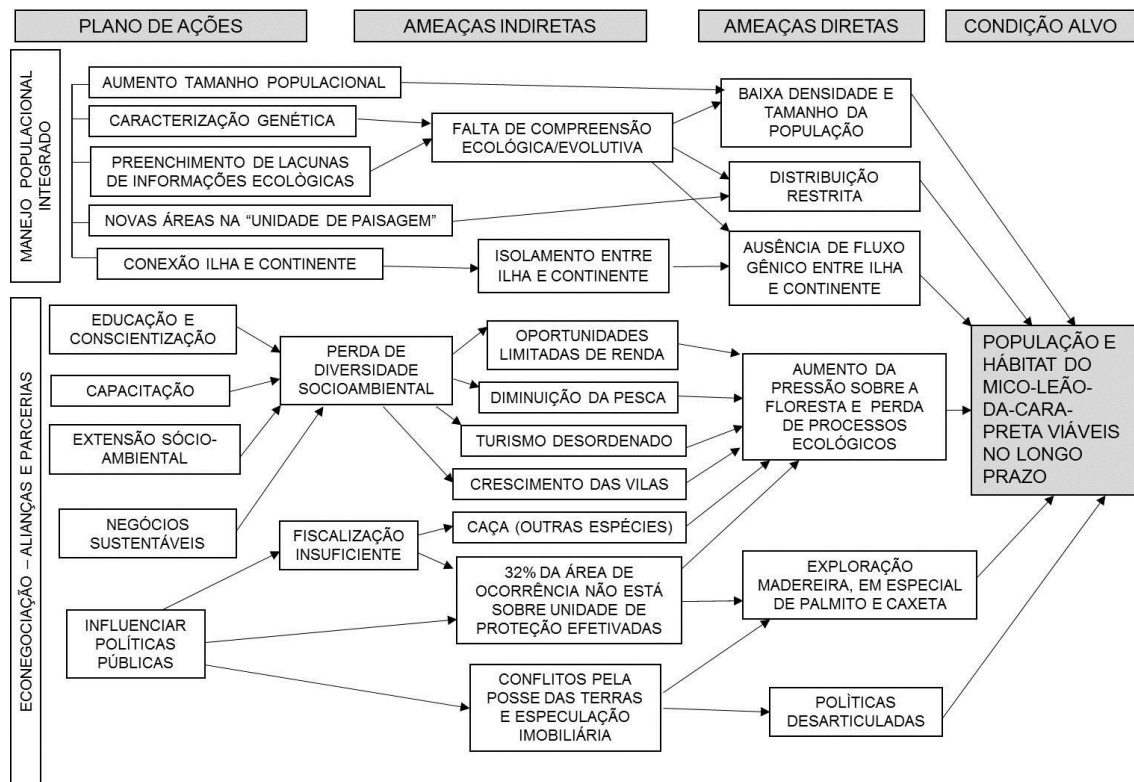 PLANO DE AÇÕES
AMEAÇAS INDIRETAS
AMEAÇAS DIRETAS
CONDIÇÃO ALVO
MANEJO POPULACIONAL
INTEGRADO
AUMENTO TAMANHO POPULACIONAL
CARACTERIZAÇÃO GENÉTICA
PREENCHIMENTO DE LACUNAS
DE INFORMAÇÕES ECOLÒGICAS
NOVAS ÁREAS NA “UNIDADE DE PAISAGEM”
CONEXÃO ILHA E CONTINENTE
FALTA DE COMPREENSÃO
ECOLÓGICA/EVOLUTIVA
ISOLAMENTO ENTRE
ILHA E CONTINENTE
BAIXA DENSIDADE E
TAMANHO DA
POPULAÇÃO
DISTRIBUIÇÃO
RESTRITA
AUSÊNCIA DE FLUXO
GÊNICO ENTRE ILHA
E CONTINENTE
ECONEGOCIAÇÃO – ALIANÇAS E PARCERIAS
EDUCAÇÃO E
CONSCIENTIZAÇÃO
CAPACITAÇÃO
EXTENSÃO SÓCIO-
AMBIENTAL
NEGÓCIOS
SUSTENTÁVEIS
INFLUENCIAR
POLÍTICAS
PÚBLICAS
PERDA DE
DIVERSIDADE
SOCIOAMBIENTAL
FISCALIZAÇÃO
INSUFICIENTE
OPORTUNIDADES
LIMITADAS DE RENDA
DIMINUIÇÃO DA PESCA
TURISMO DESORDENADO
CRESCIMENTO DAS VILAS
CAÇA (OUTRAS ESPÉCIES)
32% DA ÁREA DE
OCORRÊNCIA NÃO ESTÁ
SOBRE UNIDADE DE
PROTEÇÃO EFETIVADAS
CONFLITOS PELA
POSSE DAS TERRAS
E ESPECULAÇÃO
IMOBILIÁRIA
AUMENTO DA
PRESSÃO SOBRE A
FLORESTA E PERDA
DE PROCESSOS
ECOLÓGICOS
EXPLORAÇÃO
MADEREIRA, EM ESPECIAL
DE PALMITO E CAXETA
POLÌTICAS
DESARTICULADAS
POPULAÇÃO E
HÁBITAT DO
MICO-LEÃO-
DA-CARA-
PRETA VIÁVEIS
NO LONGO
PRAZO